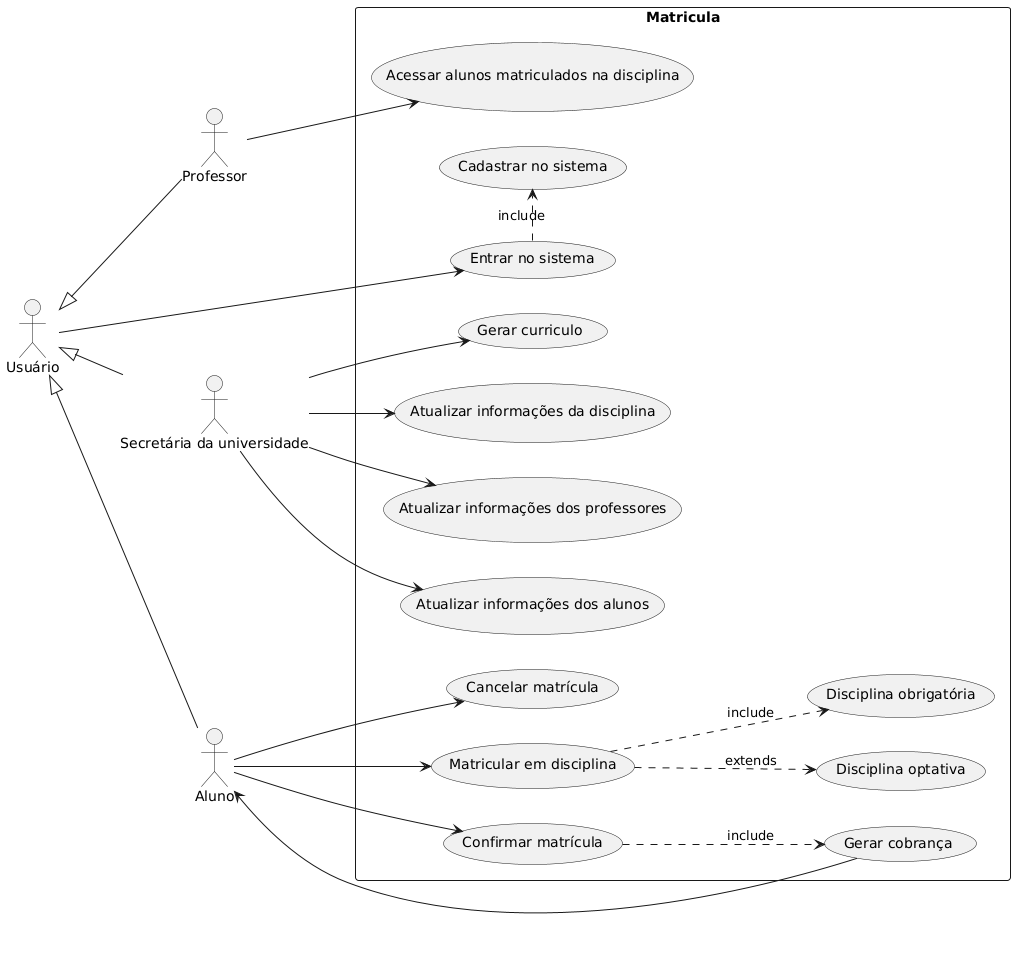 Matricula
Acessar alunos matriculados na disciplina
Professor
Cadastrar no sistema
include
Entrar no sistema
Usuário
Gerar curriculo
Secretária da universidade
Atualizar informações da disciplina
Atualizar informações dos professores
Atualizar informações dos alunos
Cancelar matrícula
Disciplina obrigatória
include
Matricular em disciplina
extends
Disciplina optativa
Aluno
Confirmar matrícula
include
Gerar cobrança